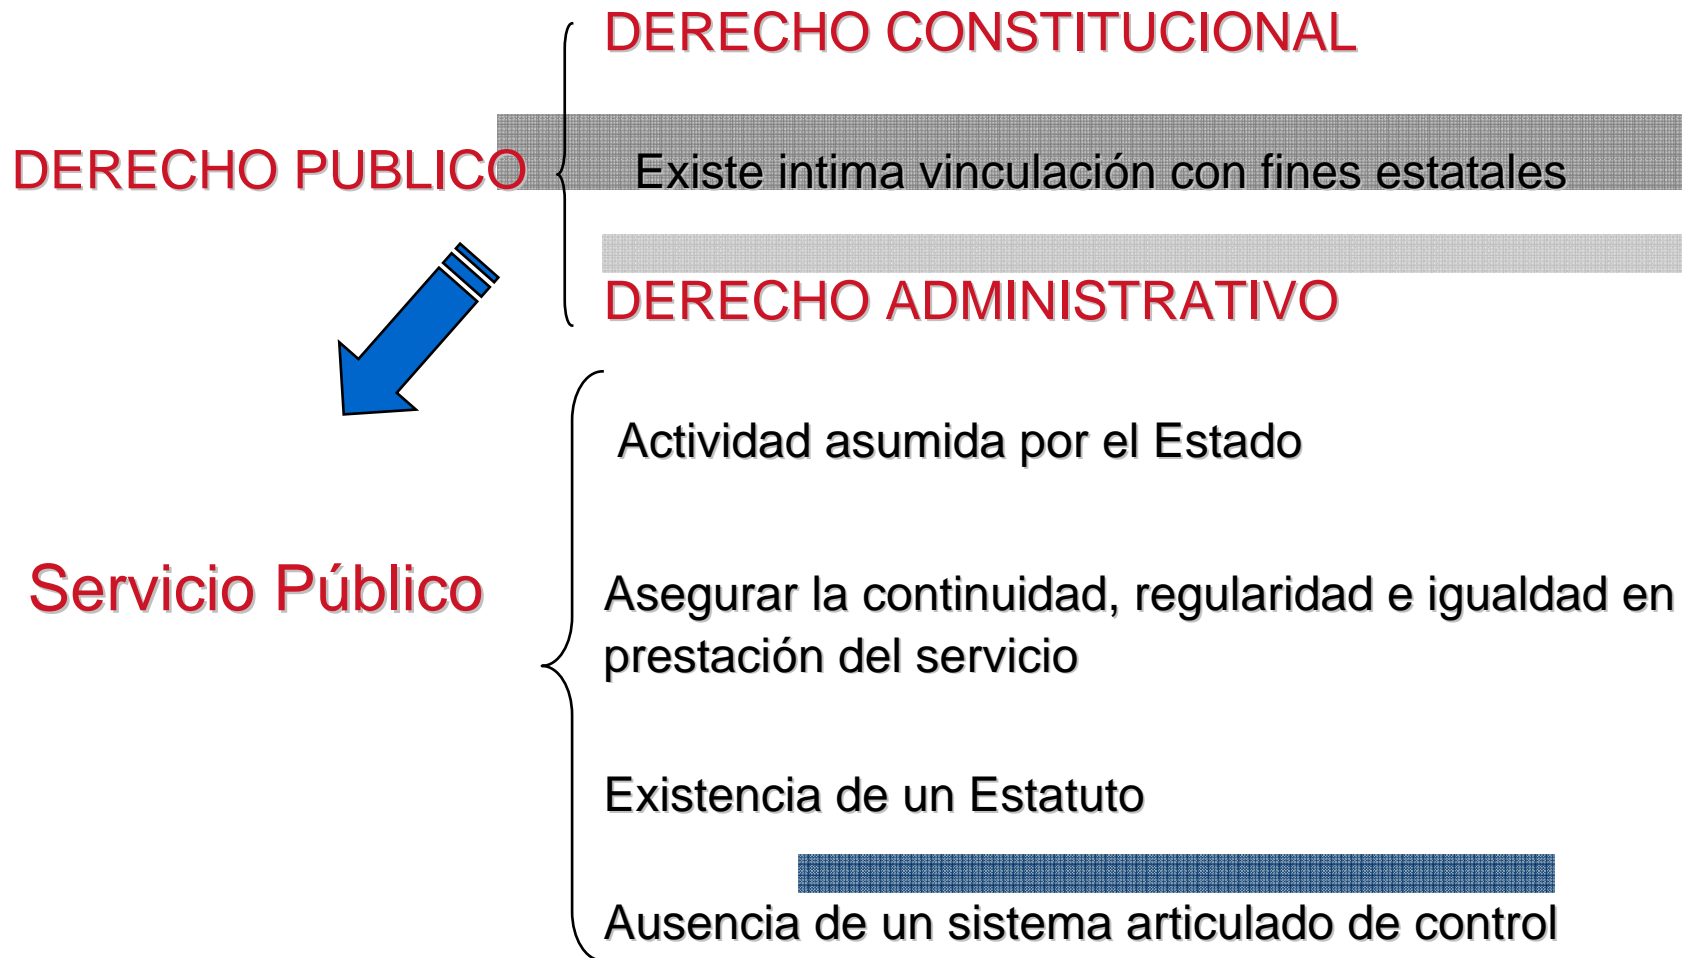 DERECHO CONSTITUCIONAL
DERECHO PUBLICO
Existe intima vinculación con fines estatales
DERECHO ADMINISTRATIVO
Actividad asumida por el Estado
Servicio Público
Asegurar la continuidad, regularidad e igualdad en
prestación del servicio
Existencia de un Estatuto
Ausencia de un sistema articulado de control